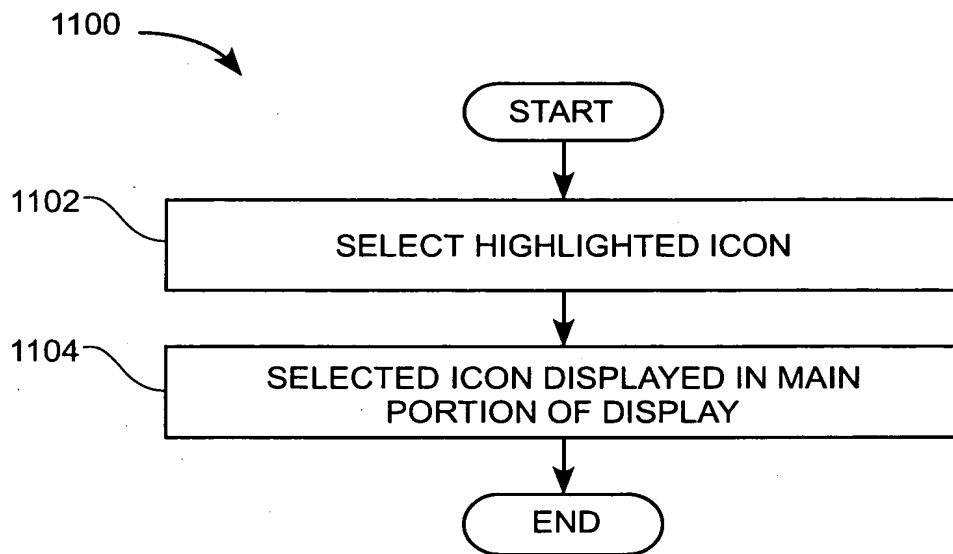 1100
START
1102
SELECT HIGHLIGHTED ICON
1104
SELECTED ICON DISPLAYED IN MAIN
PORTION OF DISPLAY
END